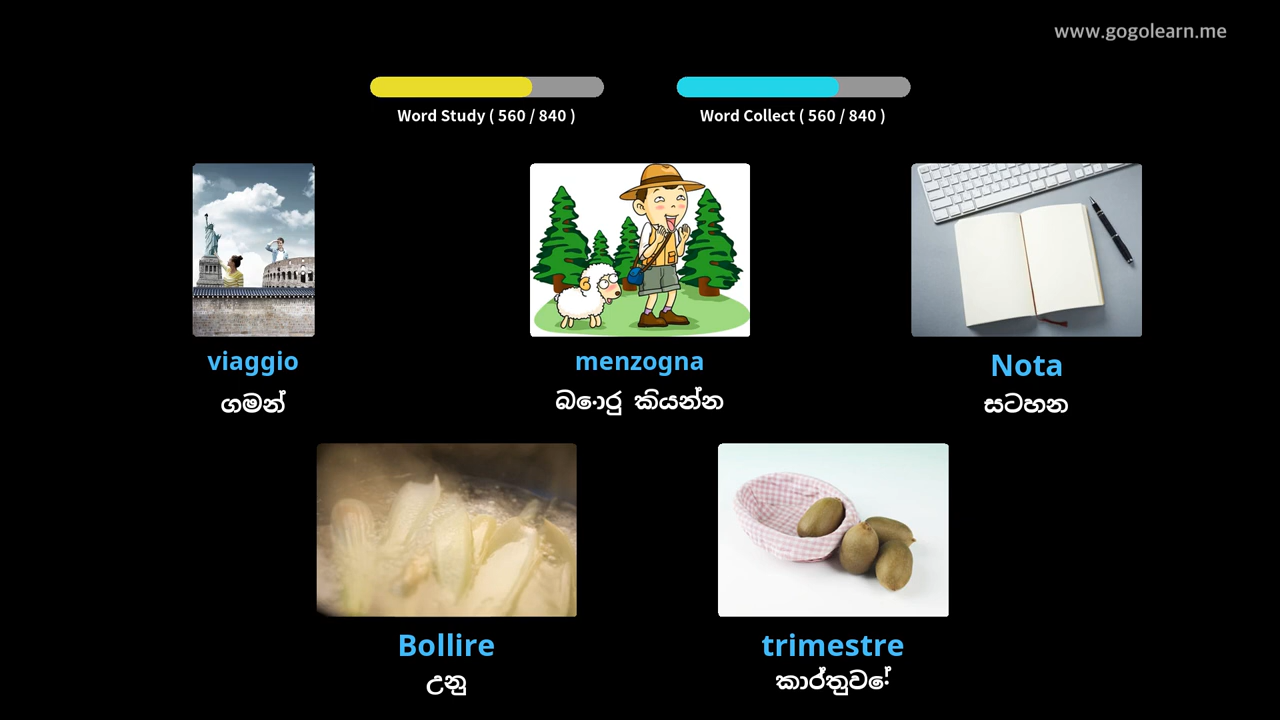 www.gogolearn.me
Word Study ( 560 / 840 )
Word Collect ( 560 / 840 )
viaggio
menzogna
Nota
ගමන්
බොරු කියන්න
සටහන
Bollire
trimestre
උනු
කාර්තුවේ